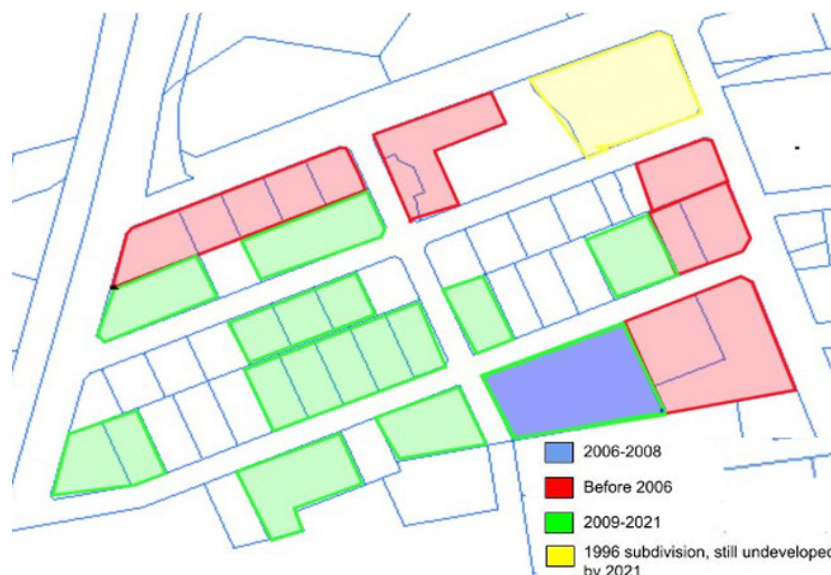 2006-2008
Before 2006
2009-2021
1996 subdivision, still undeveloped
by 2021